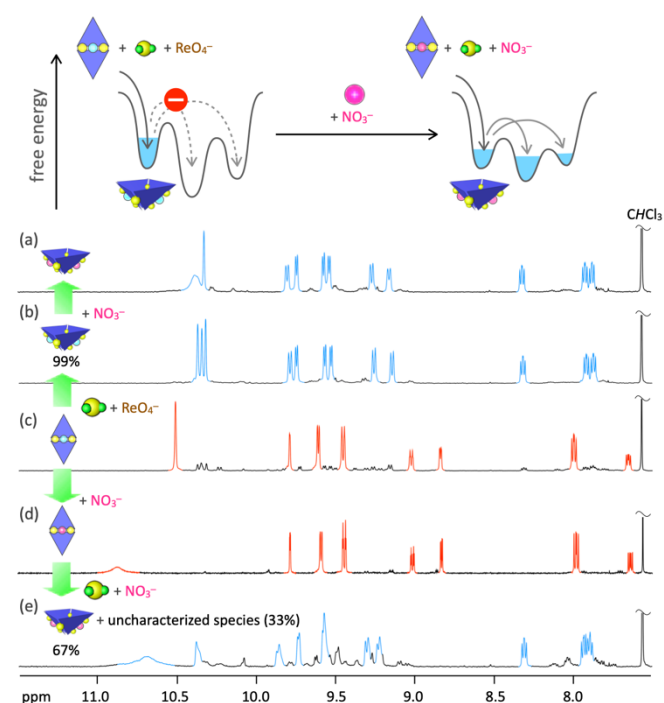 + + ReO₄⁻
+ + NO₃⁻
free energy
+ NO₃⁻
CHCl₃
(a)
+ NO₃⁻
(b)
99%
+ ReO₄⁻
(c)
+ NO₃⁻
(d)
+ NO₃⁻
(e)
+ uncharacterized species (33%)
67%
ppm 11.0 10.5 10.0 9.5 9.0 8.5 8.0